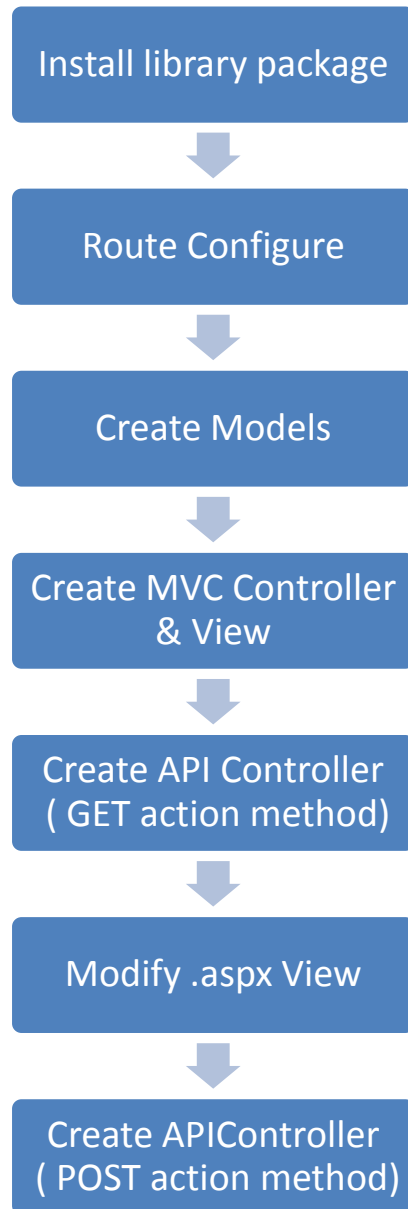 Install library package
Route Configure
Create Models
Create MVC Controller
& View
Create API Controller
( GET action method)
Modify .aspx View
Create APIController
( POST action method)